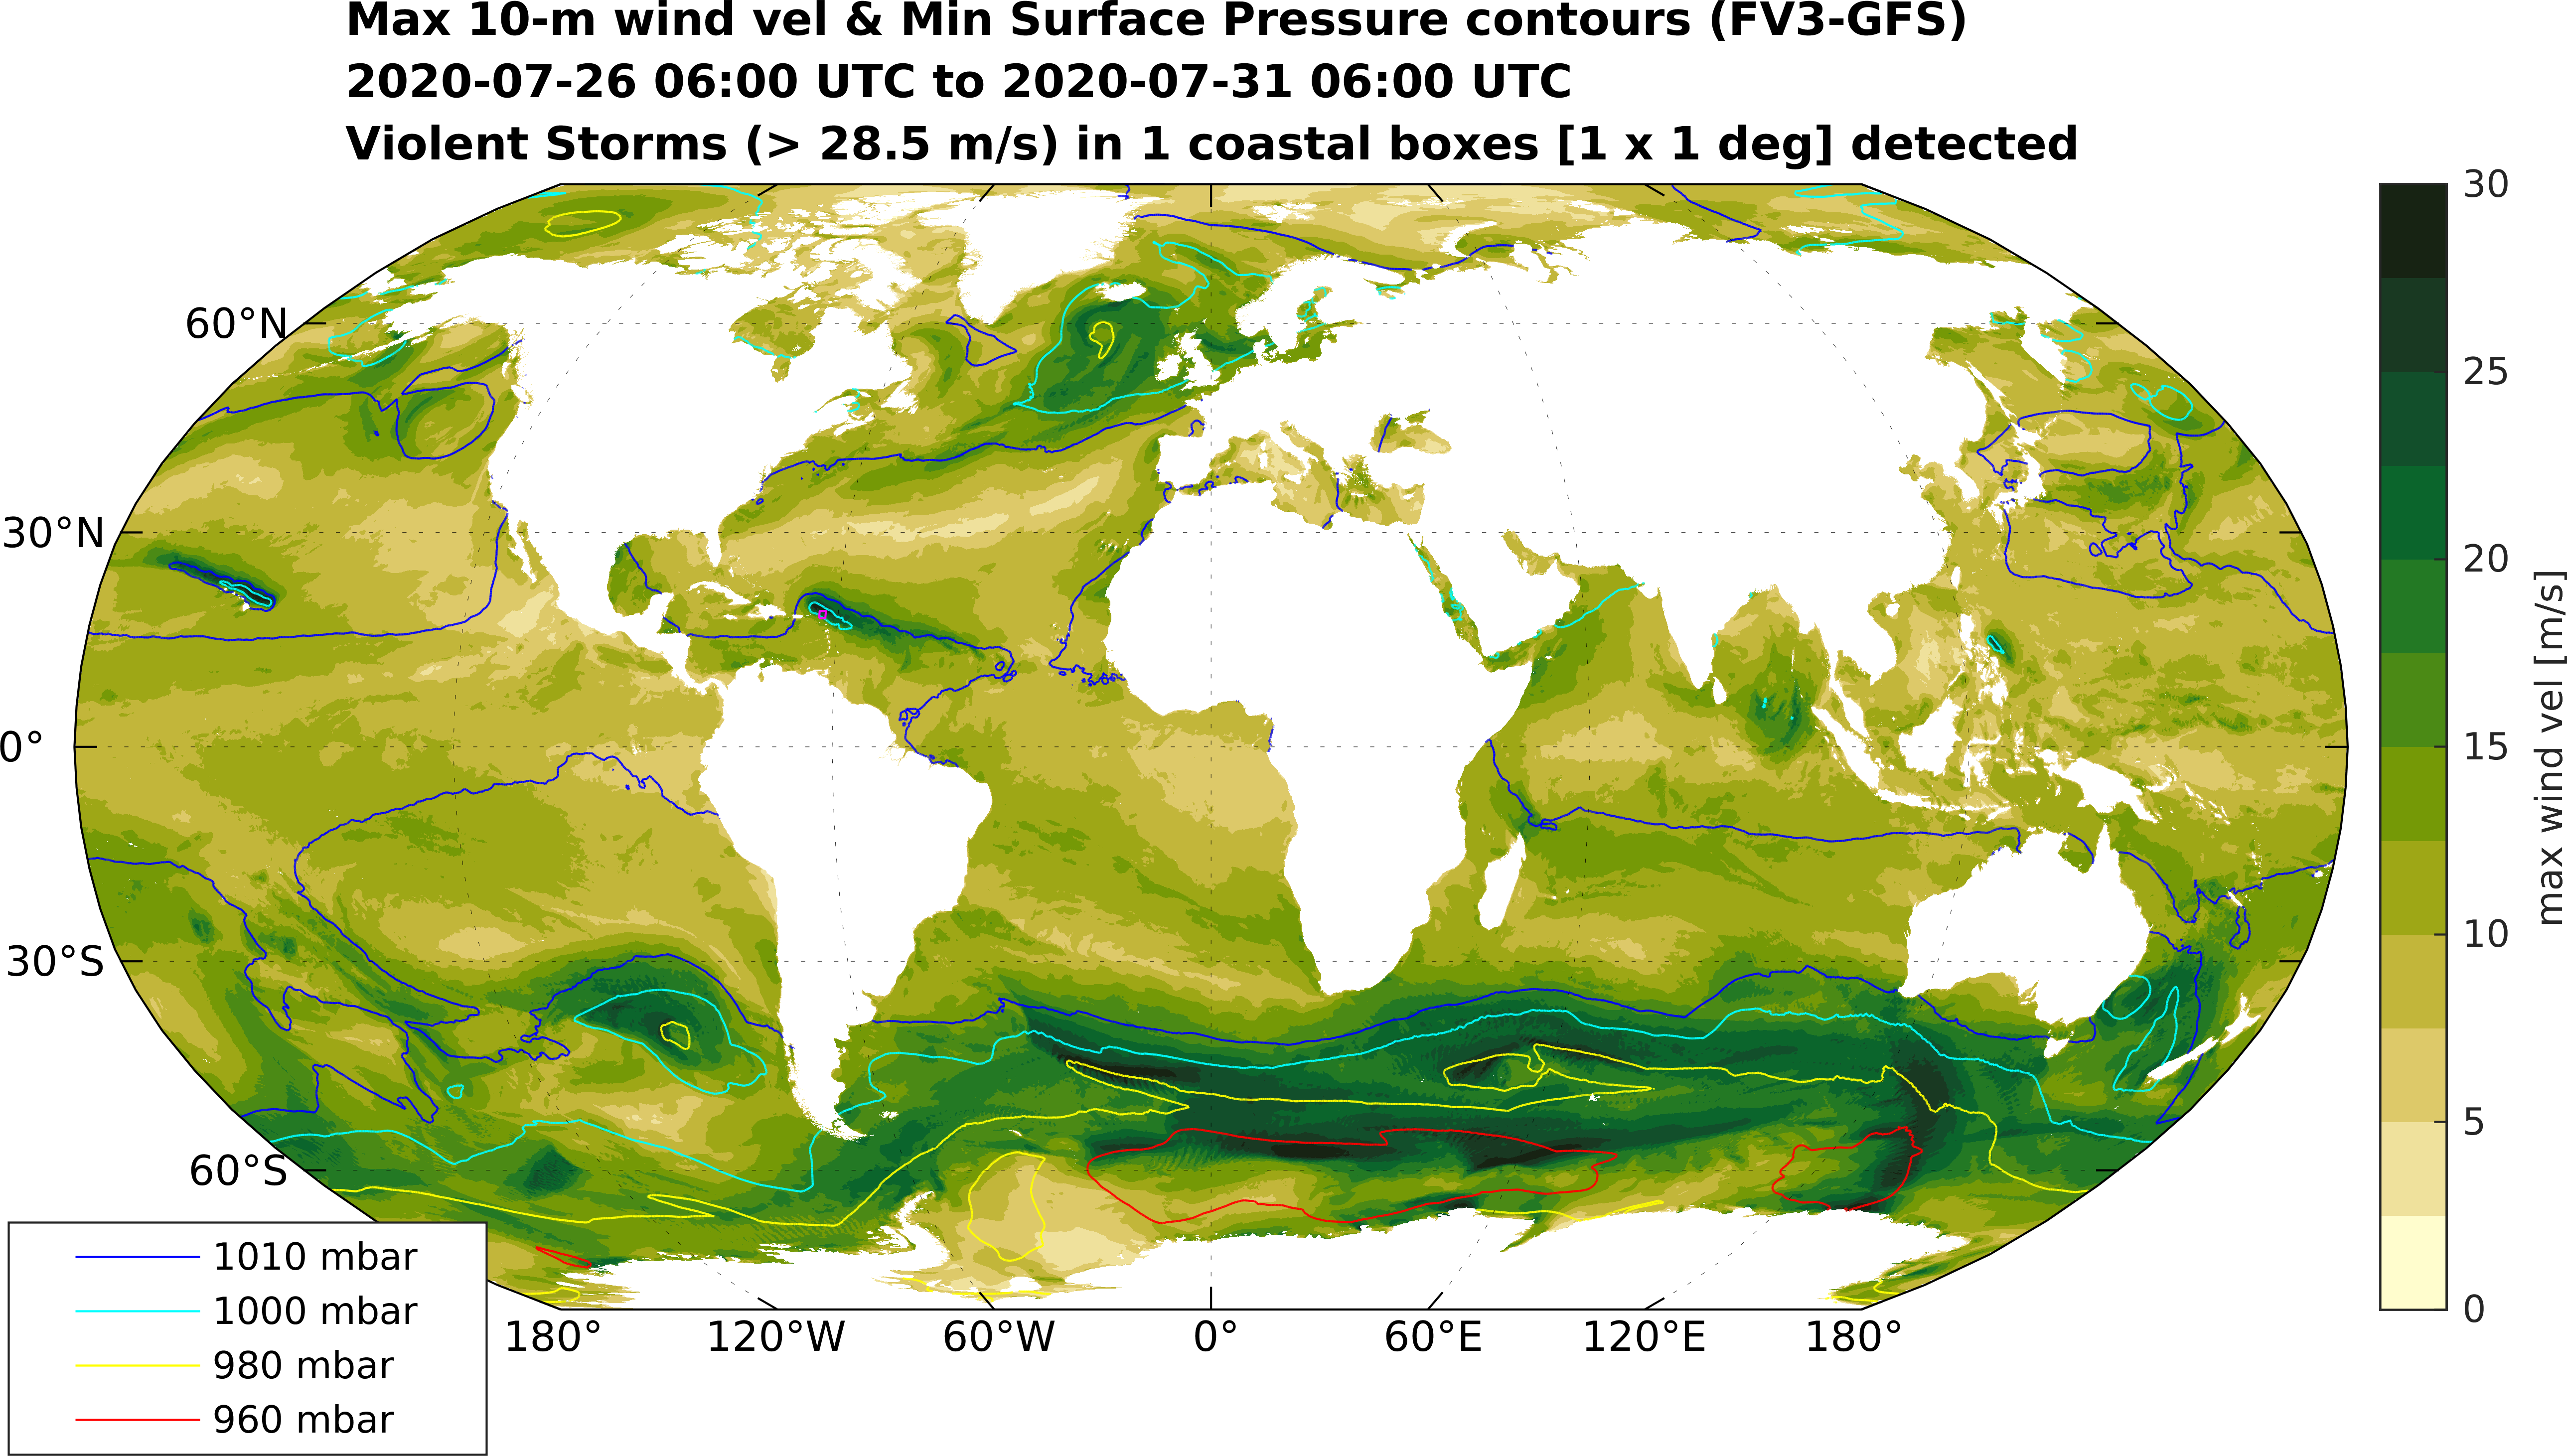 Max 10-m wind vel & Min Surface Pressure contours (FV3-GFS)
2020-07-26 06:00 UTC to 2020-07-31 06:00 UTC
Violent Storms (> 28.5 m/s) in 1 coastal boxes [1 x 1 deg] detected
60°N
30°N
0°
30°S
60°S
180°
120°W
60°W
0°
60°E
120°E
180°
1010 mbar
1000 mbar
980 mbar
960 mbar
30
25
20
15
10
5
0
max wind vel [m/s]